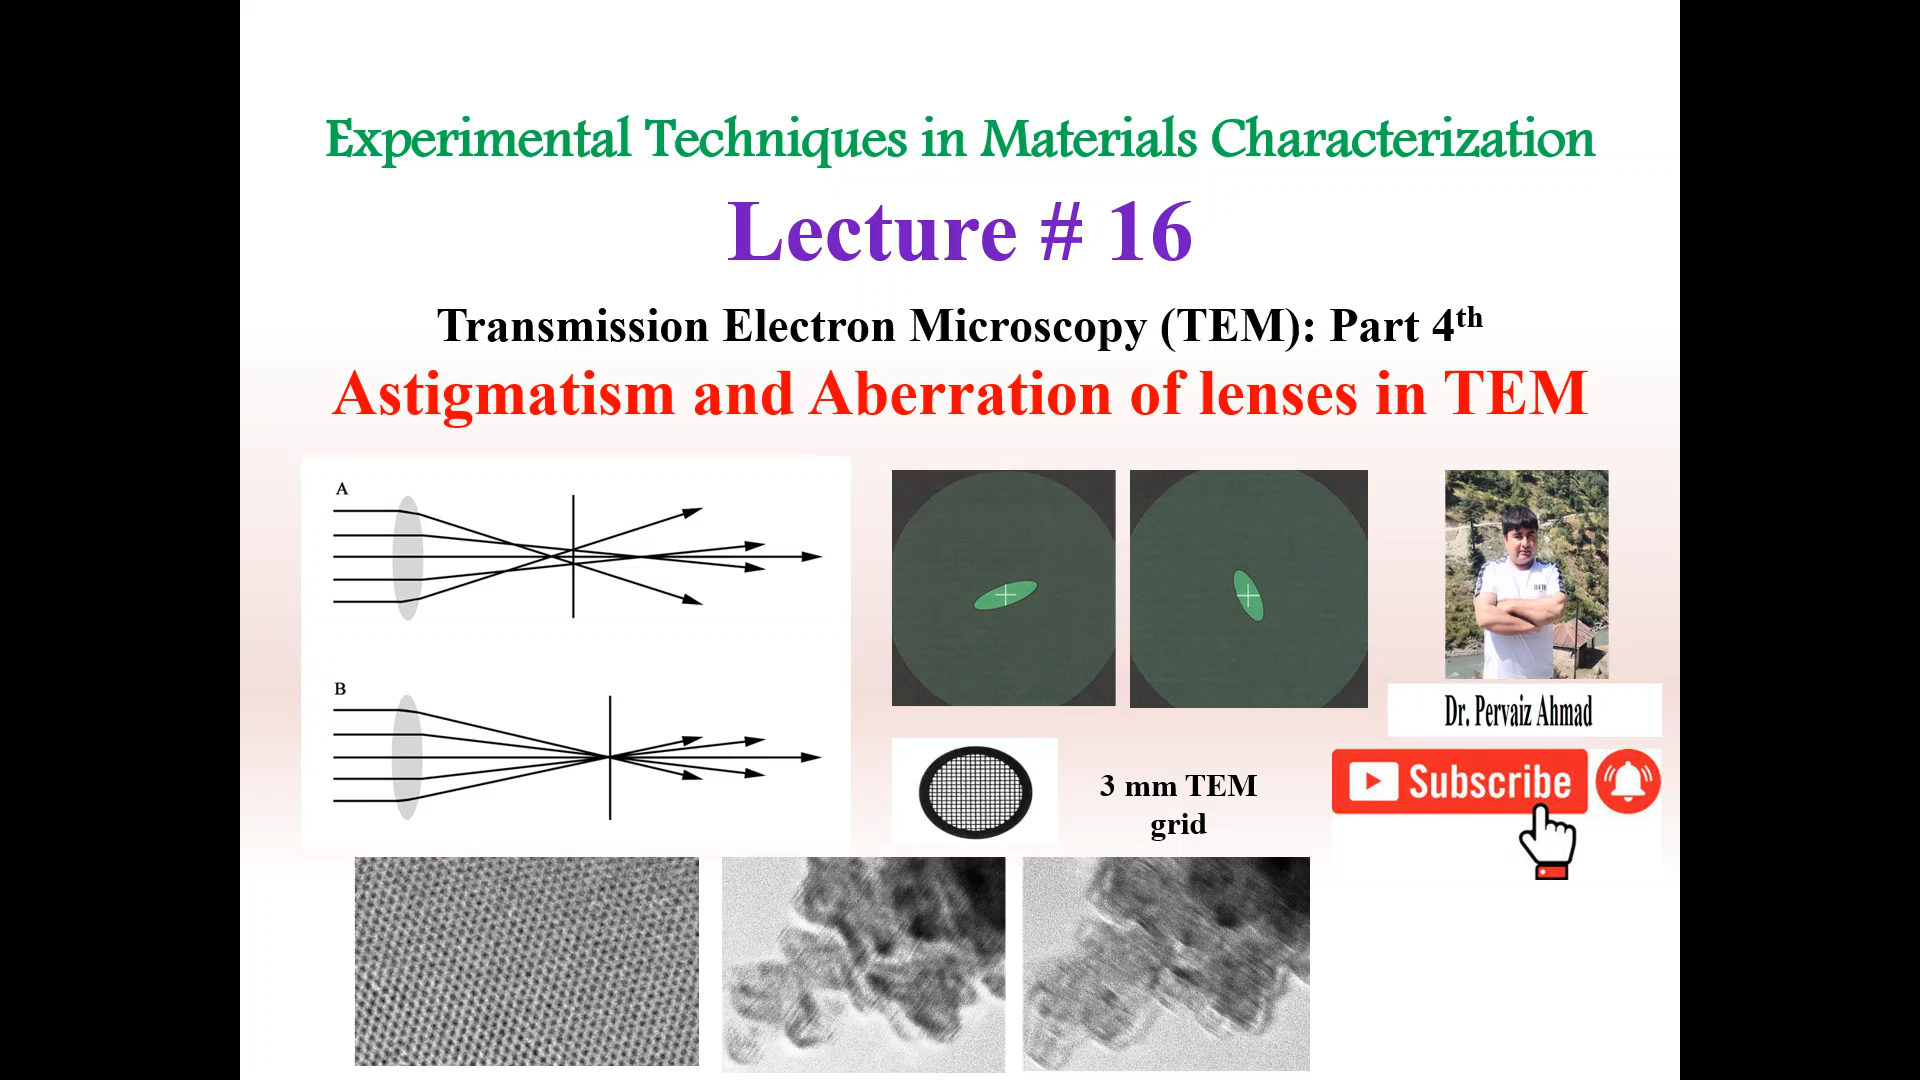 Experimental Techniques in Materials Characterization
Lecture # 16
Transmission Electron Microscopy (TEM): Part 4th
Astigmatism and Aberration of lenses in TEM
A
B
Dr. Pervaiz Ahmad
3 mm TEM
grid
Subscribe